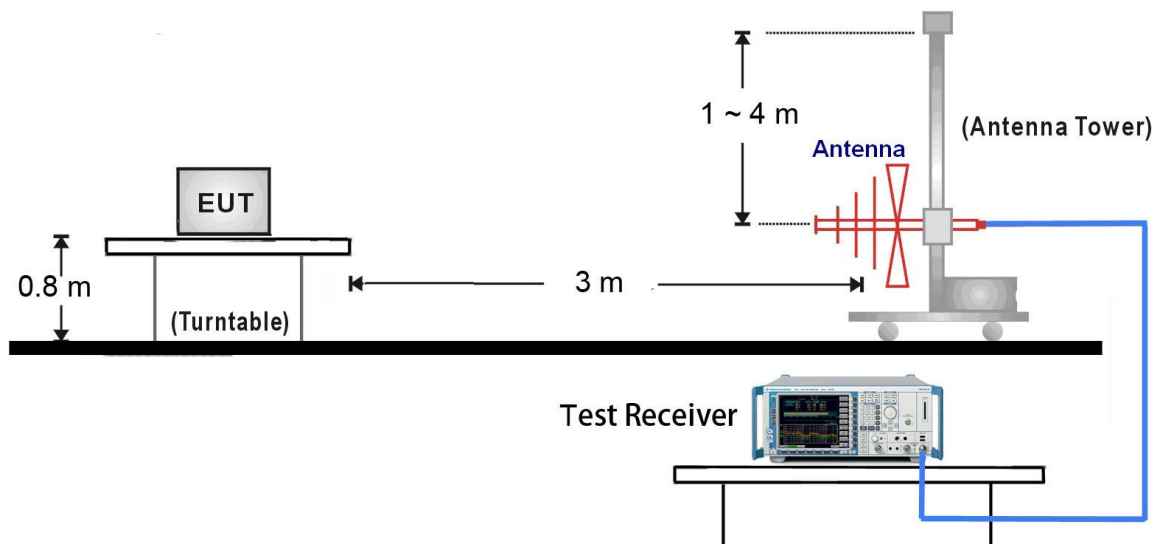 1 ~ 4 m
(Antenna Tower)
Antenna
EUT
0.8 m
3 m
(Turntable)
Test Receiver